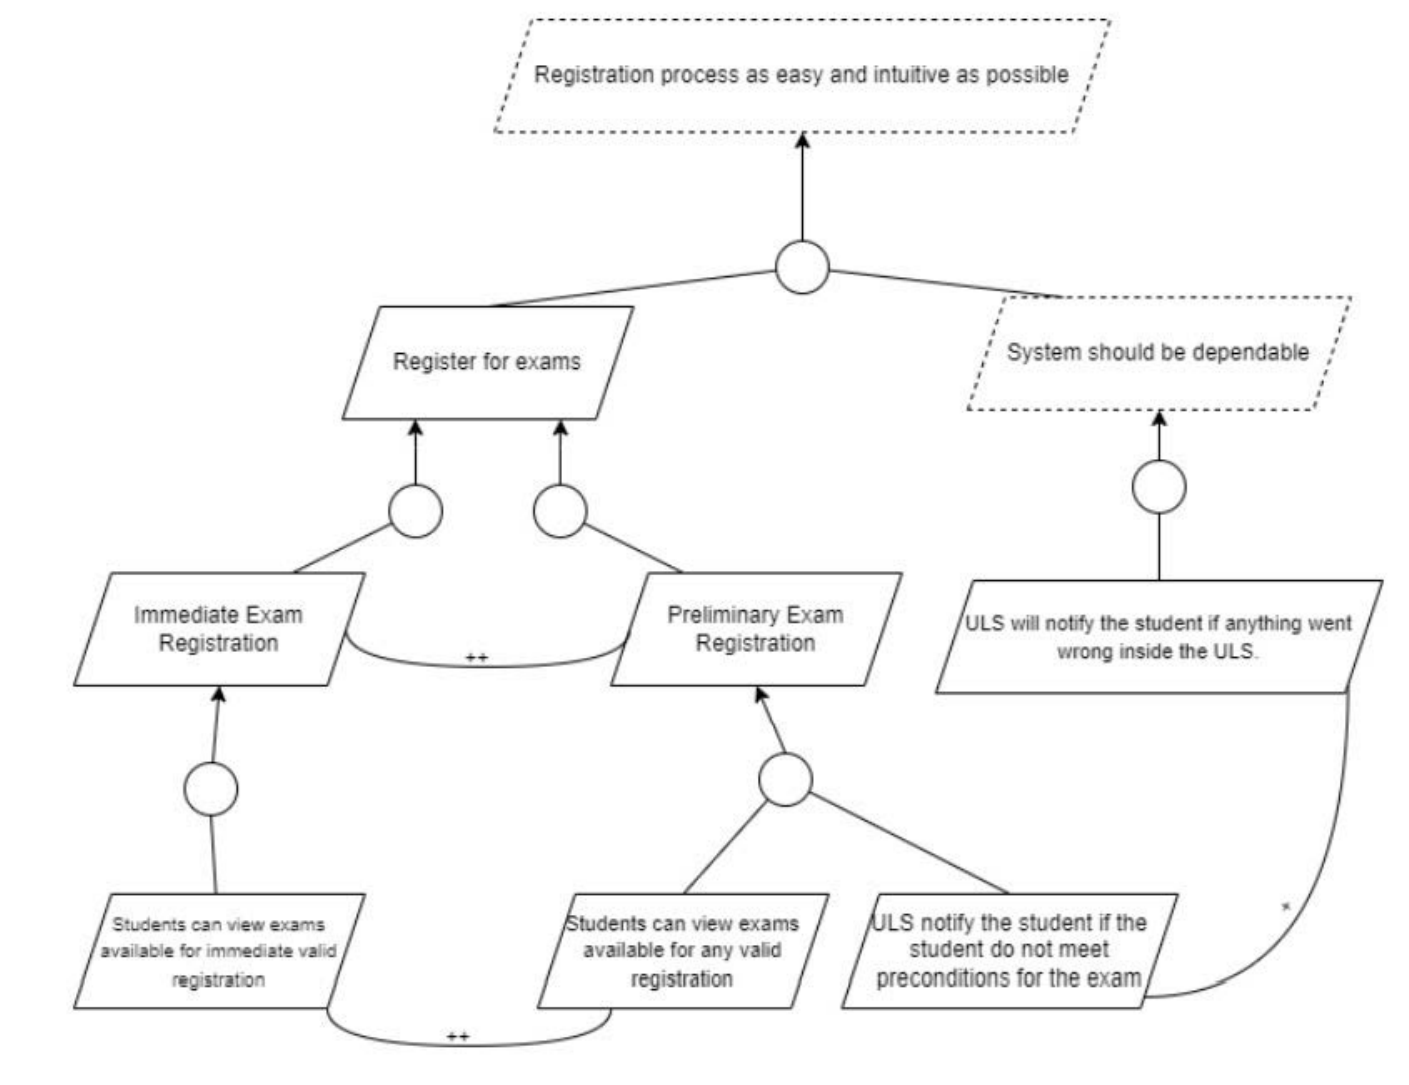 Registration process as easy and intuitive as possible
Register for exams
System should be dependable
Immediate Exam
Registration
Preliminary Exam
Registration
ULS will notify the student if anything went
wrong inside the ULS.
++
Students can view exams
available for immediate valid
registration
Students can view exams
available for any valid
registration
ULS notify the student if the
student do not meet
preconditions for the exam
++